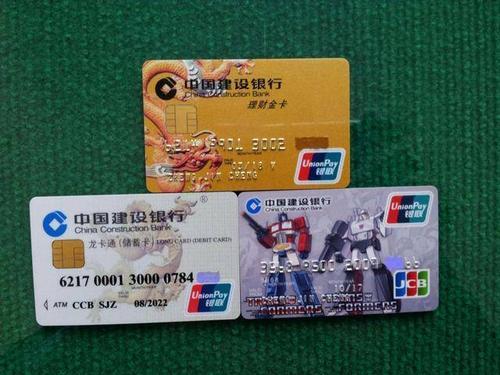 中国建设银行
China Construction Bank
理财金卡
UnionPay
银联
中国建设银行®
China Construction Bank
龙卡通(储蓄卡) LONG CARD (DEBIT CARD)
6217 0001 3000 0784
ATM CCB SJZ 08/2022
UnionPay
银联
中国建设银行
China Construction Bank
UnionPay
银联
10/17
JCB